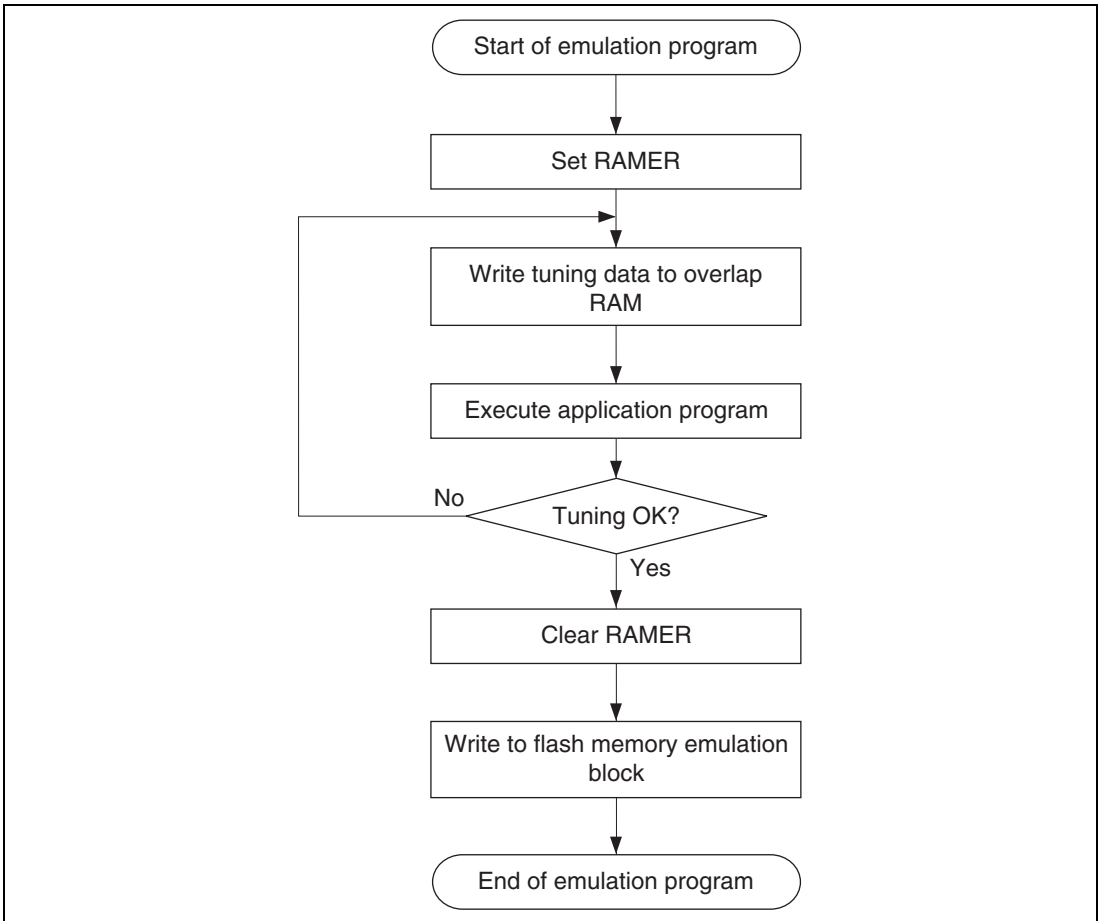 Start of emulation program
Set RAMER
Write tuning data to overlap
RAM
Execute application program
No
Tuning OK?
Yes
Clear RAMER
Write to flash memory emulation
block
End of emulation program